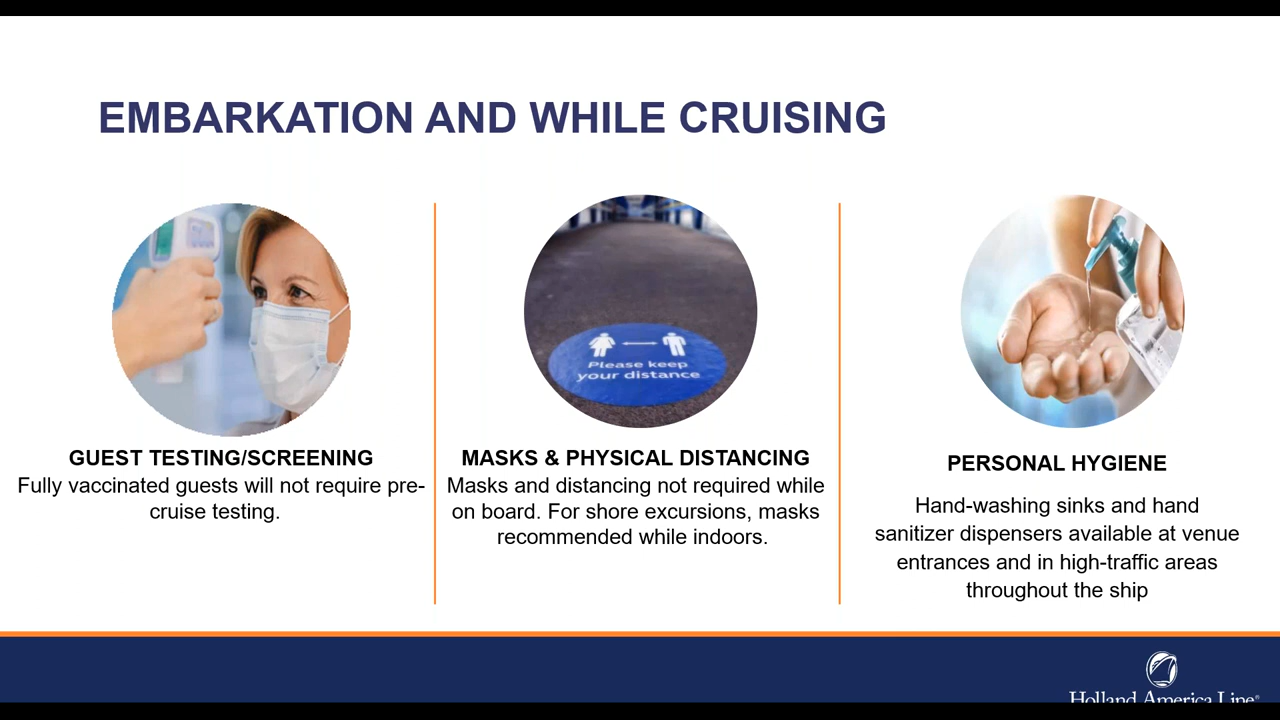 EMBARKATION AND WHILE CRUISING
Please keep
your distance
GUEST TESTING/SCREENING
Fully vaccinated guests will not require pre-
cruise testing.
MASKS & PHYSICAL DISTANCING
Masks and distancing not required while
on board. For shore excursions, masks
recommended while indoors.
PERSONAL HYGIENE
Hand-washing sinks and hand
sanitizer dispensers available at venue
entrances and in high-traffic areas
throughout the ship
Holland America Line®